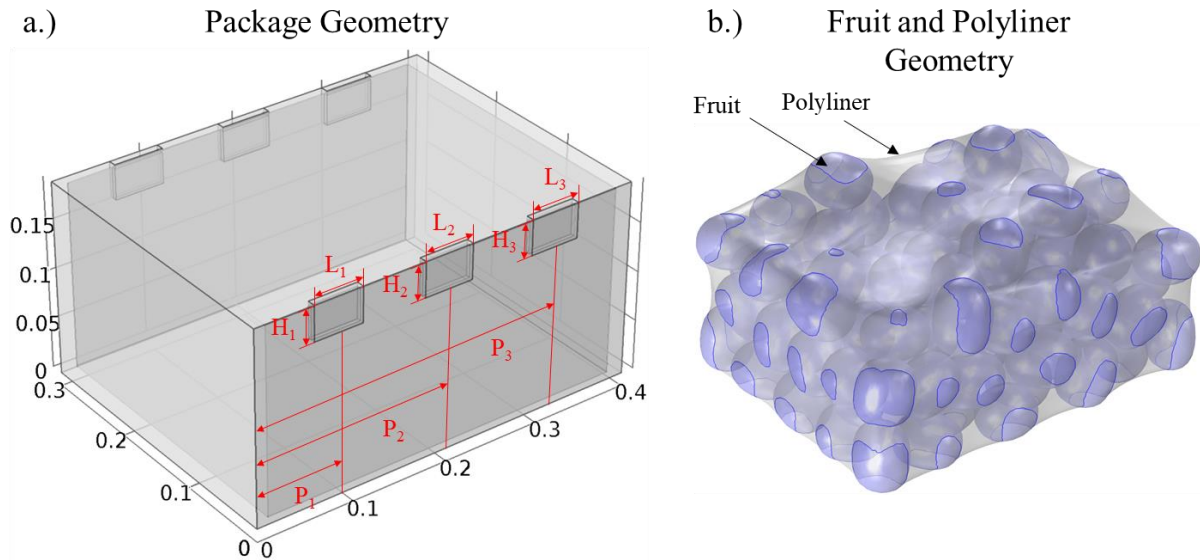 a.) Package Geometry
b.) Fruit and Polyliner
Geometry
Fruit
Polyliner
L₃
L₂
H₃
L₁
H₂
H₁
P₃
P₂
P₁
0.15
0.1
0.05
0
0.3
0.2
0.1
0
0
0.1
0.2
0.3
0.4